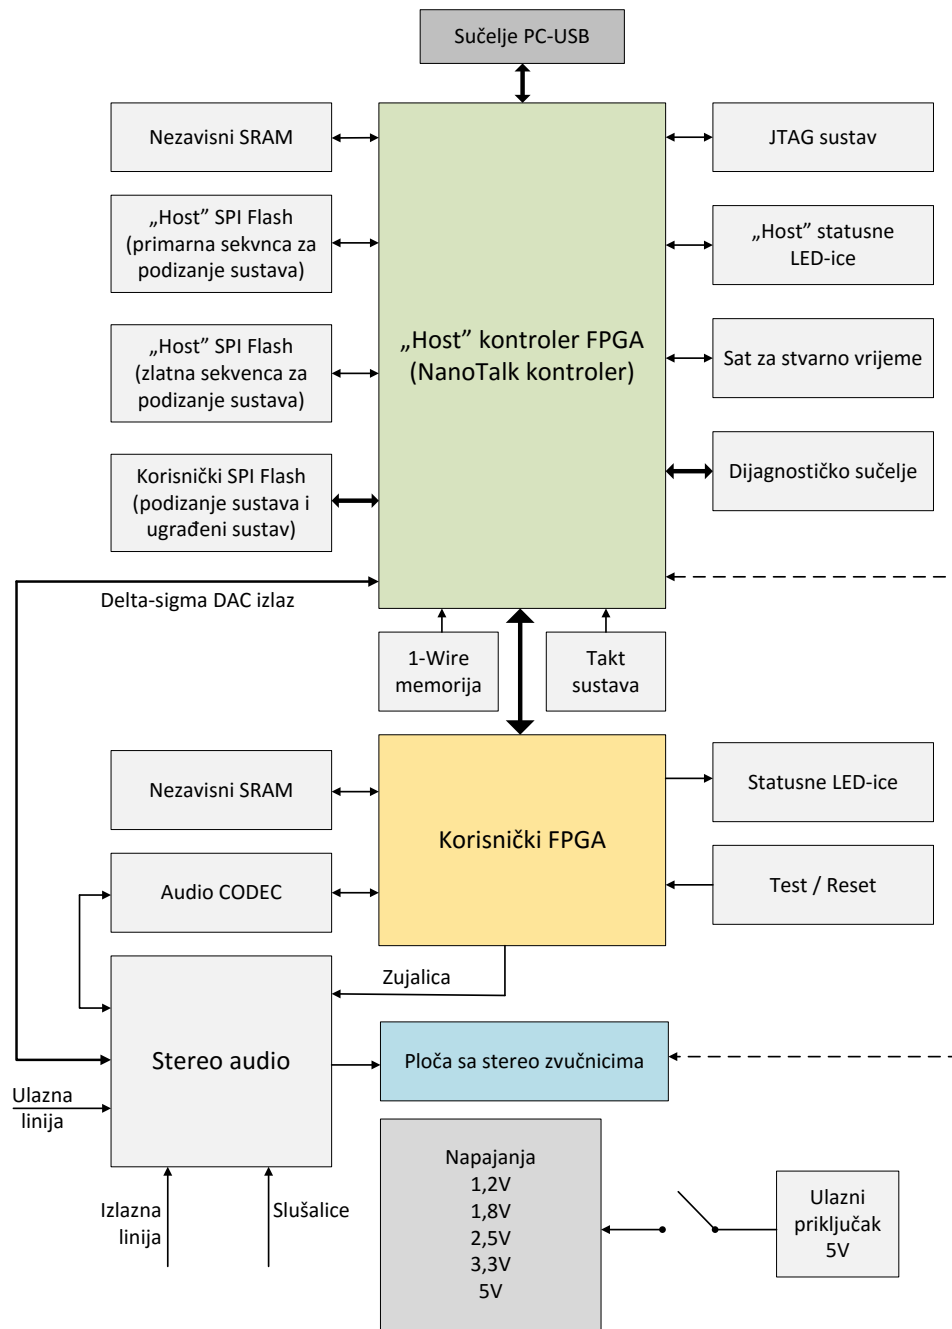 Sučelje PC-USB
Nezavisni SRAM
JTAG sustav
„Host” SPI Flash
(primarna sekvnca za
podizanje sustava)
„Host” statusne
LED-ice
„Host” kontroler FPGA
(NanoTalk kontroler)
„Host” SPI Flash
(zlatna sekvenca za
podizanje sustava)
Sat za stvarno vrijeme
Korisnički SPI Flash
(podizanje sustava i
ugrađeni sustav)
Dijagnostičko sučelje
Delta-sigma DAC izlaz
1-Wire
memorija
Takt
sustava
Nezavisni SRAM
Korisnički FPGA
Statusne LED-ice
Audio CODEC
Test / Reset
Zujalica
Stereo audio
Ploča sa stereo zvučnicima
Ulazna
linija
Izlazna
linija
Slušalice
Napajanja
1,2V
1,8V
2,5V
3,3V
5V
Ulazni
priključak
5V